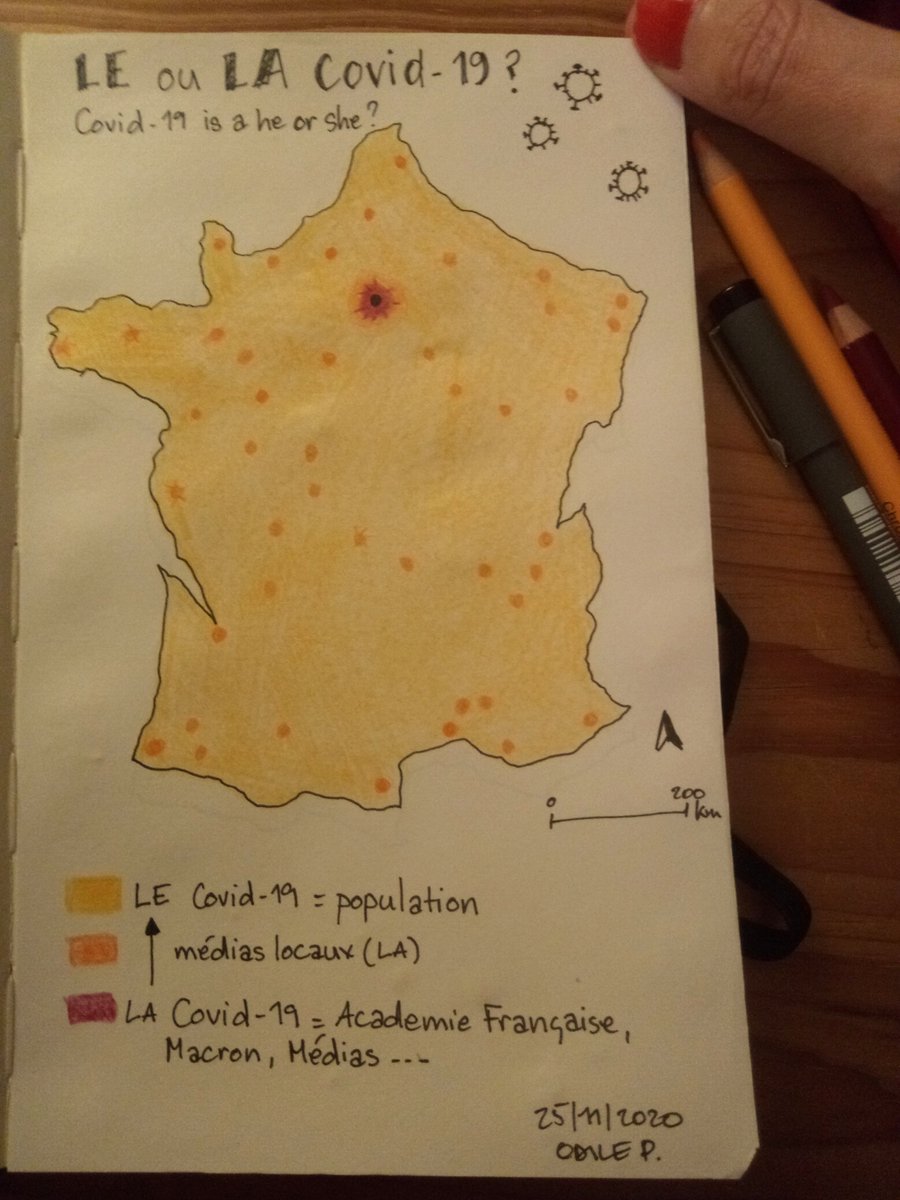 LE ou LA Covid-19?
Covid-19 is a he or she?
0 200 km
LE Covid-19 = population
médias locaux (LA)
LA Covid-19 = Academie Française,
Macron, Médias ---
25/11/2020
ODILE P.